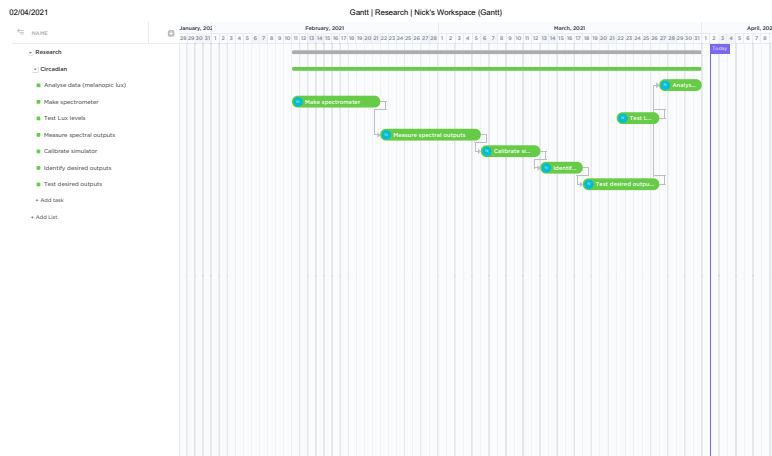 02/04/2021 Gantt | Research | Nick's Workspace (Gantt)
NAME January, 202 February, 2021 March, 2021 April, 202
28 29 30 31 1 2 3 4 5 6 7 8 9 10 11 12 13 14 15 16 17 18 19 20 21 22 23 24 25 26 27 28 1 2 3 4 5 6 7 8 9 10 11 12 13 14 15 16 17 18 19 20 21 22 23 24 25 26 27 28 29 30 31 1 2 3 4 5 6 7 8
Today
Research
Circadian
Analyse data (melanopic lux) Analys...
Make spectrometer Make spectrometer
Test Lux levels Test L...
Measure spectral outputs Measure spectral outputs
Calibrate simulator Calibrate si...
Identify desired outputs Identif...
Test desired outputs Test desired outpu...
+ Add task
+ Add List